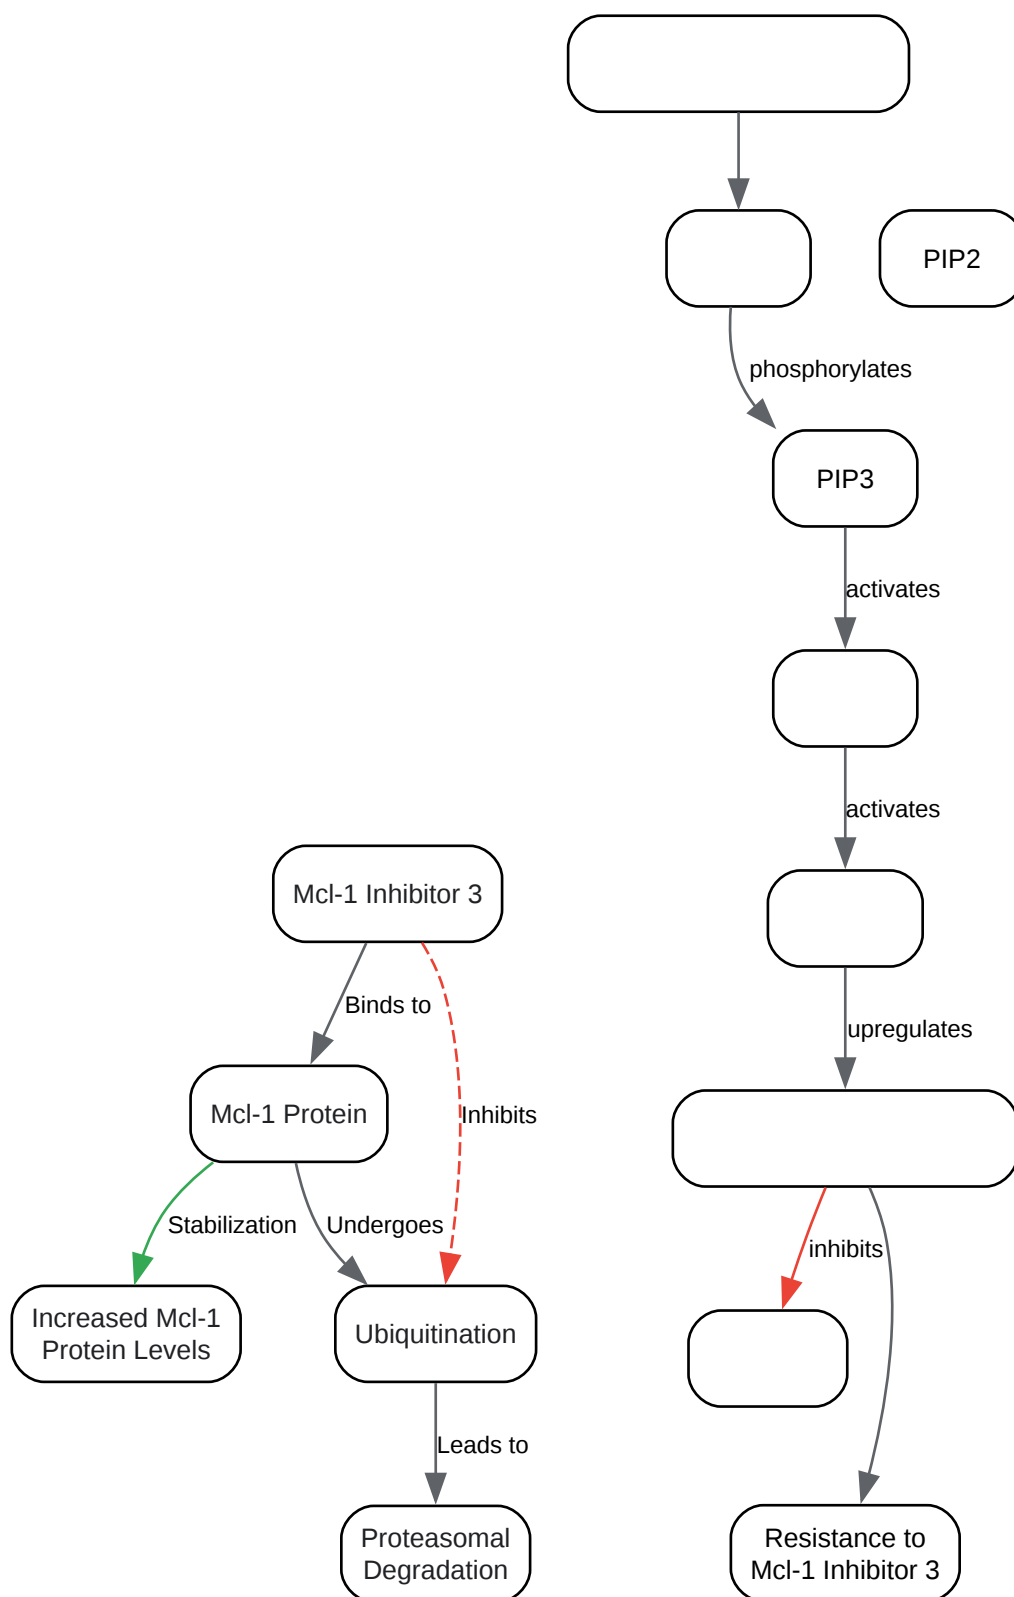 PIP2
phosphorylates
PIP3
activates
activates
Mcl-1 Inhibitor 3
Binds to
upregulates
Mcl-1 Protein
Inhibits
Stabilization
Undergoes
inhibits
Increased Mcl-1
Protein Levels
Ubiquitination
Leads to
Proteasomal
Degradation
Resistance to
Mcl-1 Inhibitor 3